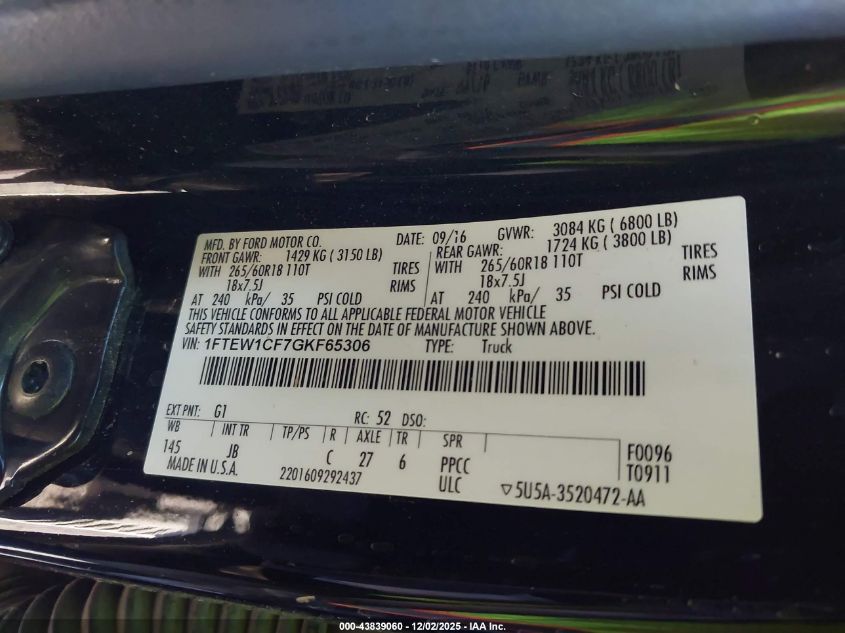 MFD. BY FORD MOTOR CO. DATE: 09/16 GVWR: 3084 KG ( 6800 LB)
FRONT GAWR: 1429 KG ( 3150 LB) REAR GAWR: 1724 KG ( 3800 LB)
WITH 265/60R18 110T TIRES WITH 265/60R18 110T TIRES
18x7.5J RIMS 18x7.5J RIMS
AT 240 kPa/ 35 PSI COLD AT 240 kPa/ 35 PSI COLD
THIS VEHICLE CONFORMS TO ALL APPLICABLE FEDERAL MOTOR VEHICLE
SAFETY STANDARDS IN EFFECT ON THE DATE OF MANUFACTURE SHOWN ABOVE.
VIN: 1FTEW1CF7GKF65306 TYPE: Truck
EXT PNT: G1 RC: 52 DSO:
WB INT TR TP/PS R AXLE TR SPR
145 JB C 27 6 PPCC F0096
MADE IN U.S.A. 2201609292437 ULC T0911
▽5U5A-3520472-AA
000-43839060 - 12/02/2025 - IAA Inc.